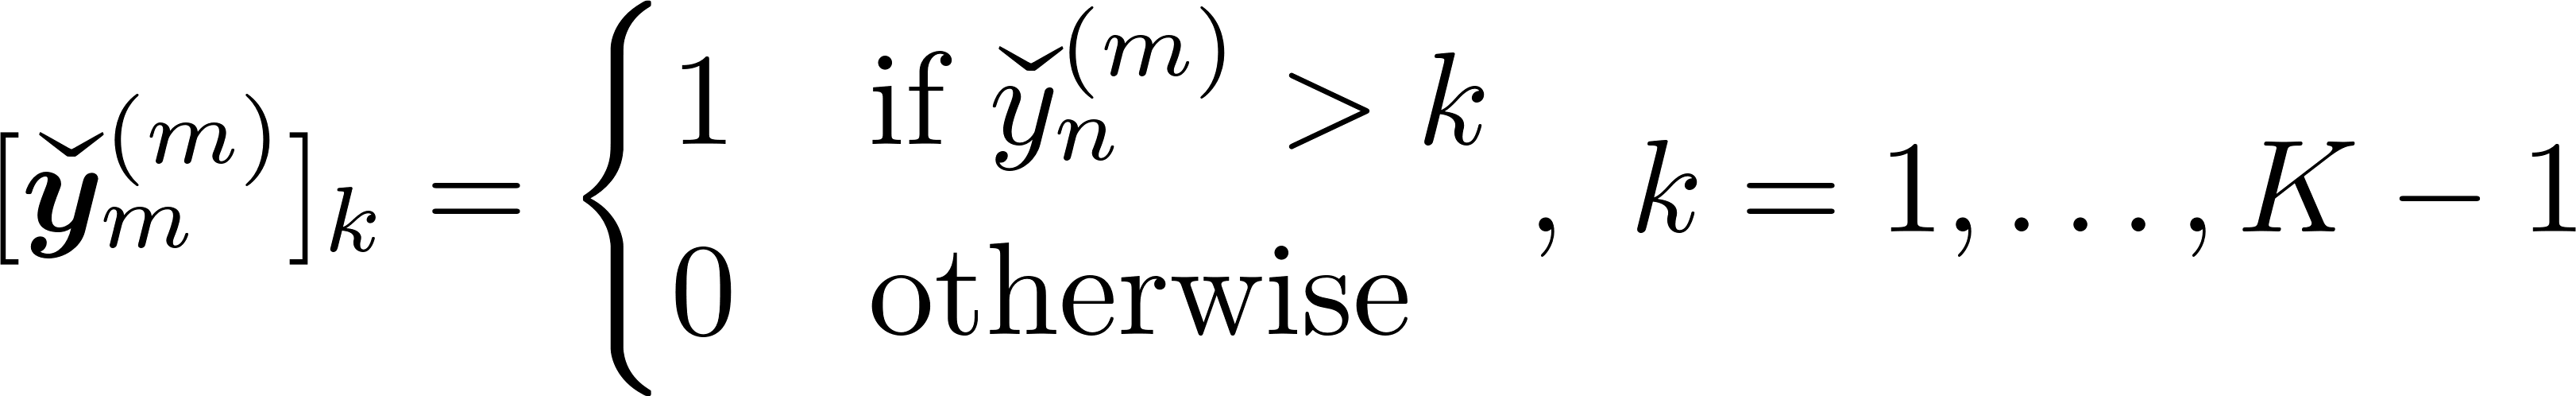 $[\check{\boldsymbol{y}}_m^{(m)}]_k = \begin{cases} 1 & \text{if } \check{y}_n^{(m)} > k \\ 0 & \text{otherwise} \end{cases}, \ k = 1, \ldots, K - 1$